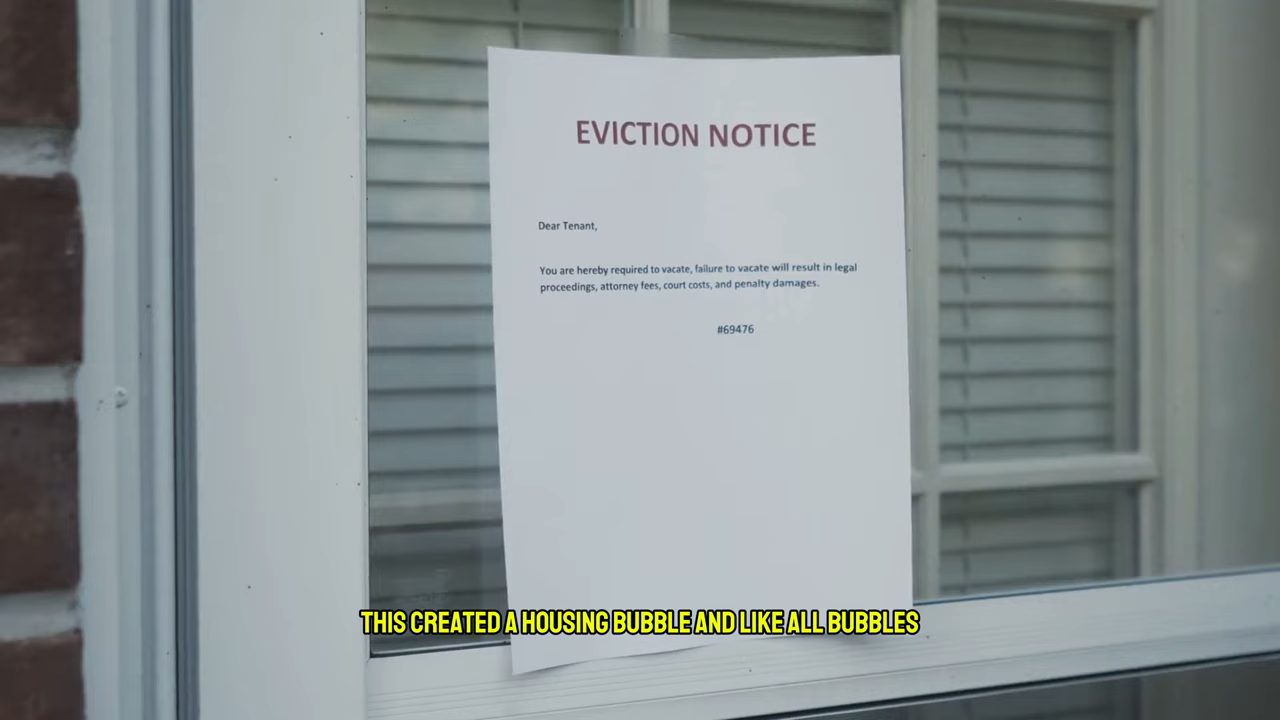 EVICTION NOTICE
Dear Tenant,
You are hereby required to vacate, failure to vacate will result in legal
proceedings, attorney fees, court costs, and penalty damages.
#69476
THIS CREATED A HOUSING BUBBLE AND LIKE ALL BUBBLES